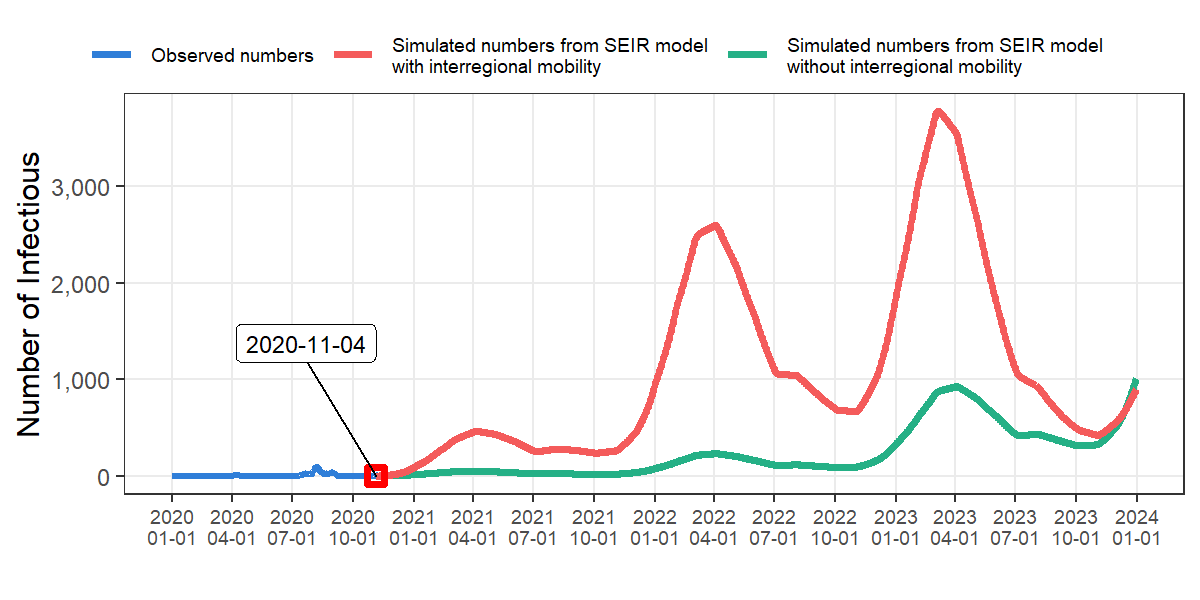 Observed numbers
Simulated numbers from SEIR model
with interregional mobility
Simulated numbers from SEIR model
without interregional mobility
Number of Infectious
3,000
2,000
1,000
0
2020-11-04
2020 2020 2020 2020 2021 2021 2021 2021 2022 2022 2022 2022 2023 2023 2023 2023 2024
01-01 04-01 07-01 10-01 01-01 04-01 07-01 10-01 01-01 04-01 07-01 10-01 01-01 04-01 07-01 10-01 01-01